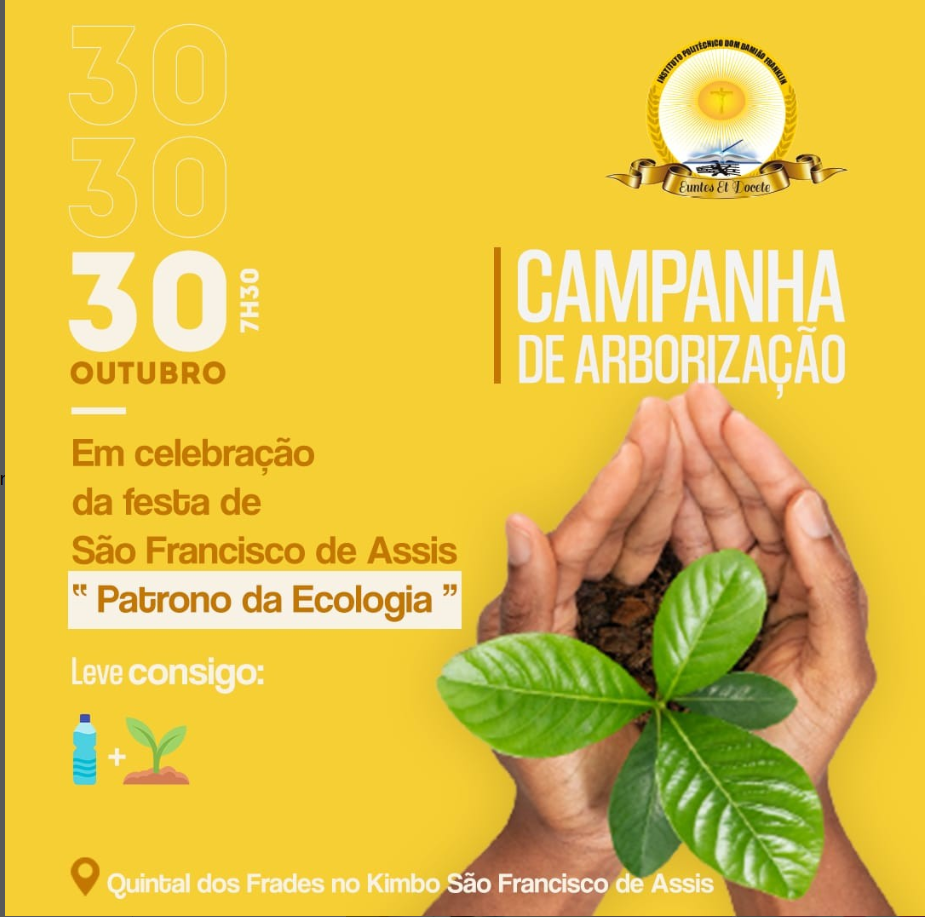 30
30
30
7H30
OUTUBRO
INSTITUTO POLITÉCNICO DOM DAMIÃO FRANKLIN
Euntes Et Docete
CAMPANHA
DE ARBORIZAÇÃO
Em celebração
da festa de
São Francisco de Assis
“ Patrono da Ecologia ”
Leve consigo:
+
Quintal dos Frades no Kimbo São Francisco de Assis